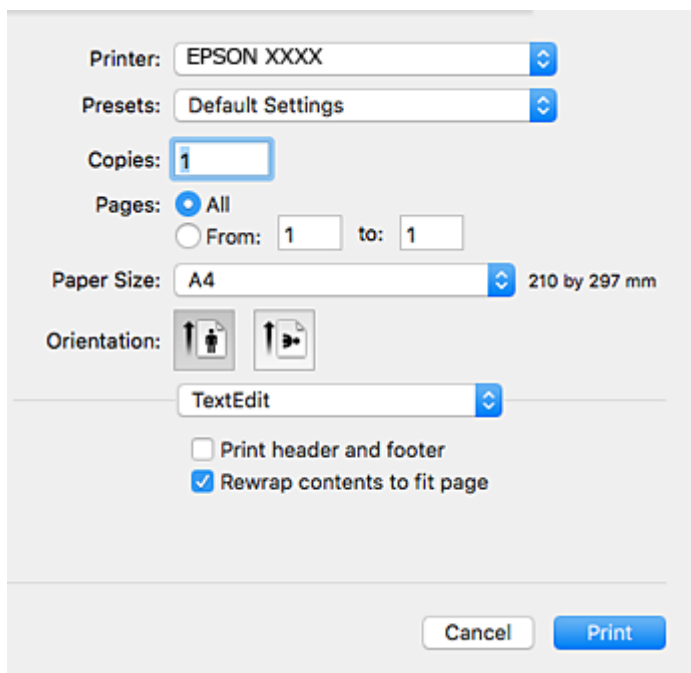 Printer: EPSON XXXX
Presets: Default Settings
Copies: 1
Pages: All
From: 1 to: 1
Paper Size: A4 210 by 297 mm
Orientation:
TextEdit
Print header and footer
Rewrap contents to fit page
Cancel Print